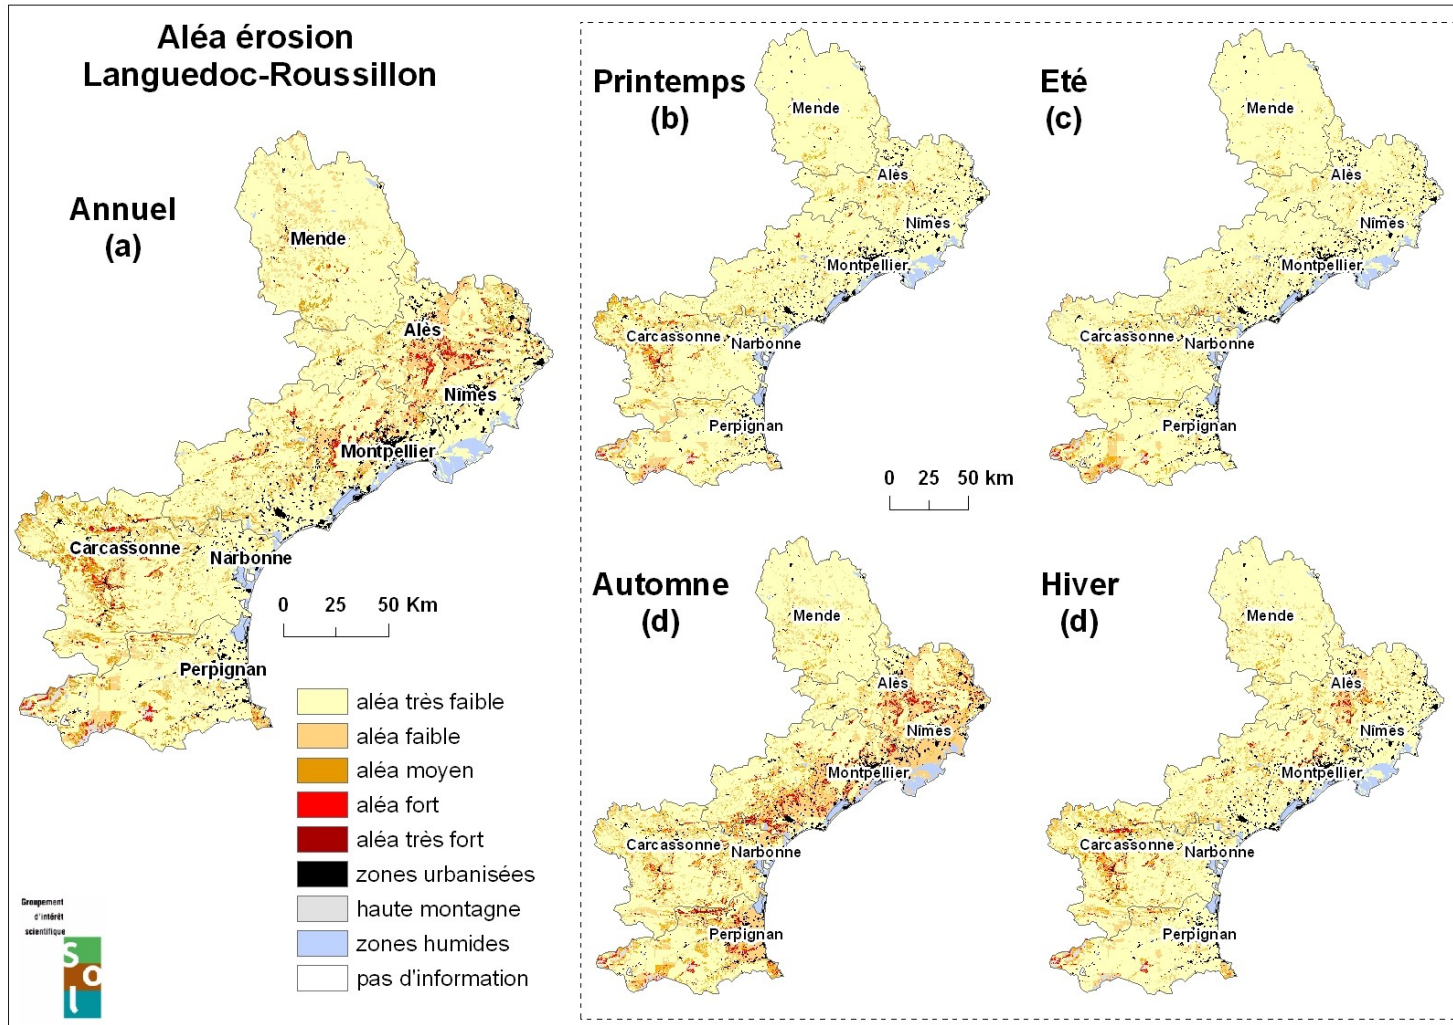 Aléa érosion
Languedoc-Roussillon
Annuel
(a)
Mende
Alès
Nîmes
Montpellier
Carcassonne
Narbonne
Perpignan
0 25 50 Km
aléa très faible
aléa faible
aléa moyen
aléa fort
aléa très fort
zones urbanisées
haute montagne
zones humides
pas d'information
Groupement
d'intérêt
scientifique
S
o
l
Printemps
(b)
Mende
Alès
Nîmes
Montpellier
Carcassonne
Narbonne
Perpignan
Eté
(c)
Mende
Alès
Nîmes
Montpellier
Carcassonne
Narbonne
Perpignan
0 25 50 km
Automne
(d)
Mende
Alès
Nîmes
Montpellier
Carcassonne
Narbonne
Perpignan
Hiver
(d)
Mende
Alès
Nîmes
Montpellier
Carcassonne
Narbonne
Perpignan